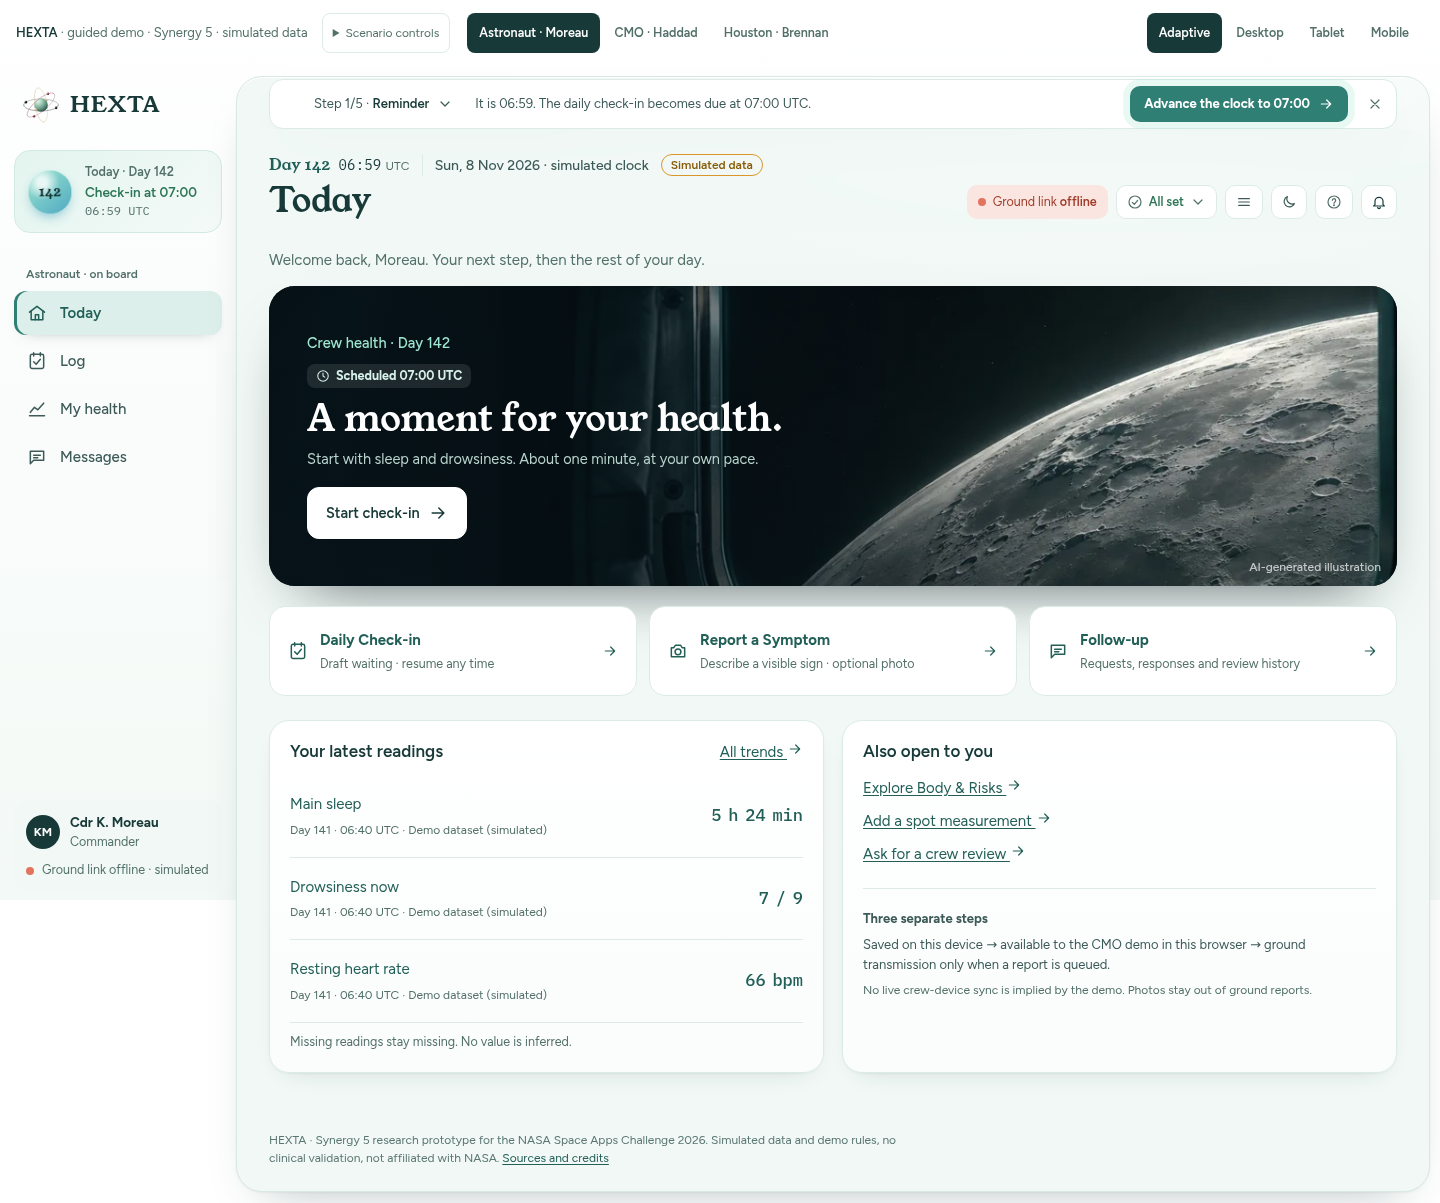 HEXTA · guided demo · Synergy 5 · simulated data
Scenario controls
Astronaut · Moreau
CMO · Haddad
Houston · Brennan
Adaptive
Desktop
Tablet
Mobile
HEXTA
142
Today · Day 142
Check-in at 07:00
06:59 UTC
Astronaut · on board
Today
Log
My health
Messages
KM
Cdr K. Moreau
Commander
Ground link offline · simulated
Step 1/5 · Reminder
It is 06:59. The daily check-in becomes due at 07:00 UTC.
Advance the clock to 07:00 →
Day 142 06:59 UTC
Sun, 8 Nov 2026 · simulated clock
Simulated data
Today
Ground link offline
All set
Welcome back, Moreau. Your next step, then the rest of your day.
Crew health · Day 142
Scheduled 07:00 UTC
A moment for your health.
Start with sleep and drowsiness. About one minute, at your own pace.
Start check-in →
AI-generated illustration
Daily Check-in
Draft waiting · resume any time
Report a Symptom
Describe a visible sign · optional photo
Follow-up
Requests, responses and review history
Your latest readings
All trends →
Main sleep
Day 141 · 06:40 UTC · Demo dataset (simulated)
5 h 24 min
Drowsiness now
Day 141 · 06:40 UTC · Demo dataset (simulated)
7 / 9
Resting heart rate
Day 141 · 06:40 UTC · Demo dataset (simulated)
66 bpm
Missing readings stay missing. No value is inferred.
Also open to you
Explore Body & Risks →
Add a spot measurement →
Ask for a crew review →
Three separate steps
Saved on this device → available to the CMO demo in this browser → ground
transmission only when a report is queued.
No live crew-device sync is implied by the demo. Photos stay out of ground reports.
HEXTA · Synergy 5 research prototype for the NASA Space Apps Challenge 2026. Simulated data and demo rules, no
clinical validation, not affiliated with NASA. Sources and credits